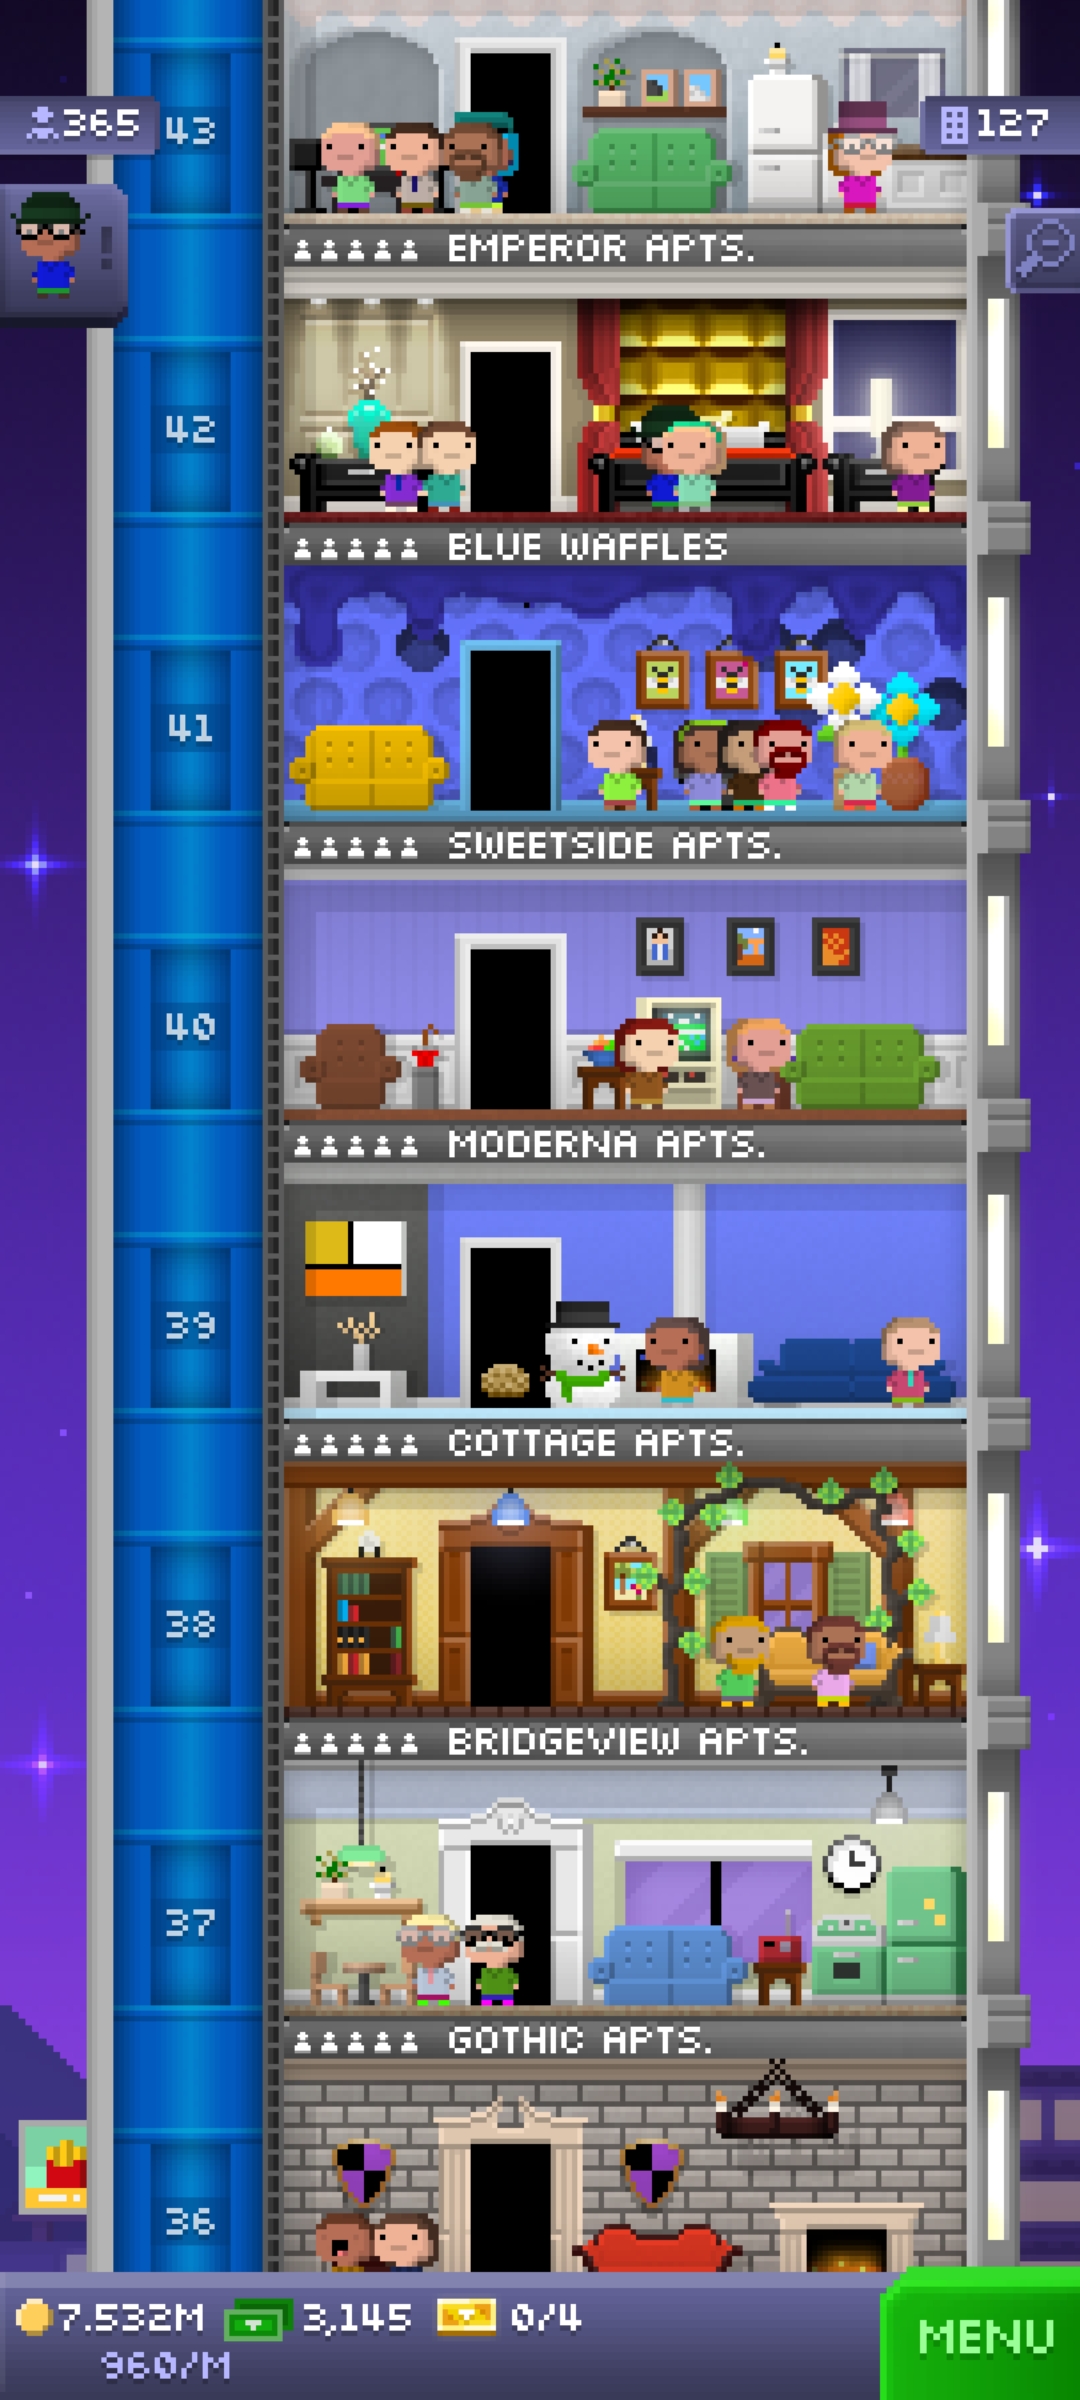 365
43
127
EMPEROR APTS.
42
BLUE WAFFLES
41
SWEETSIDE APTS.
40
MODERNA APTS.
39
COTTAGE APTS.
38
BRIDGEVIEW APTS.
37
GOTHIC APTS.
36
7.532M 3,145 0/4
960/M
MENU